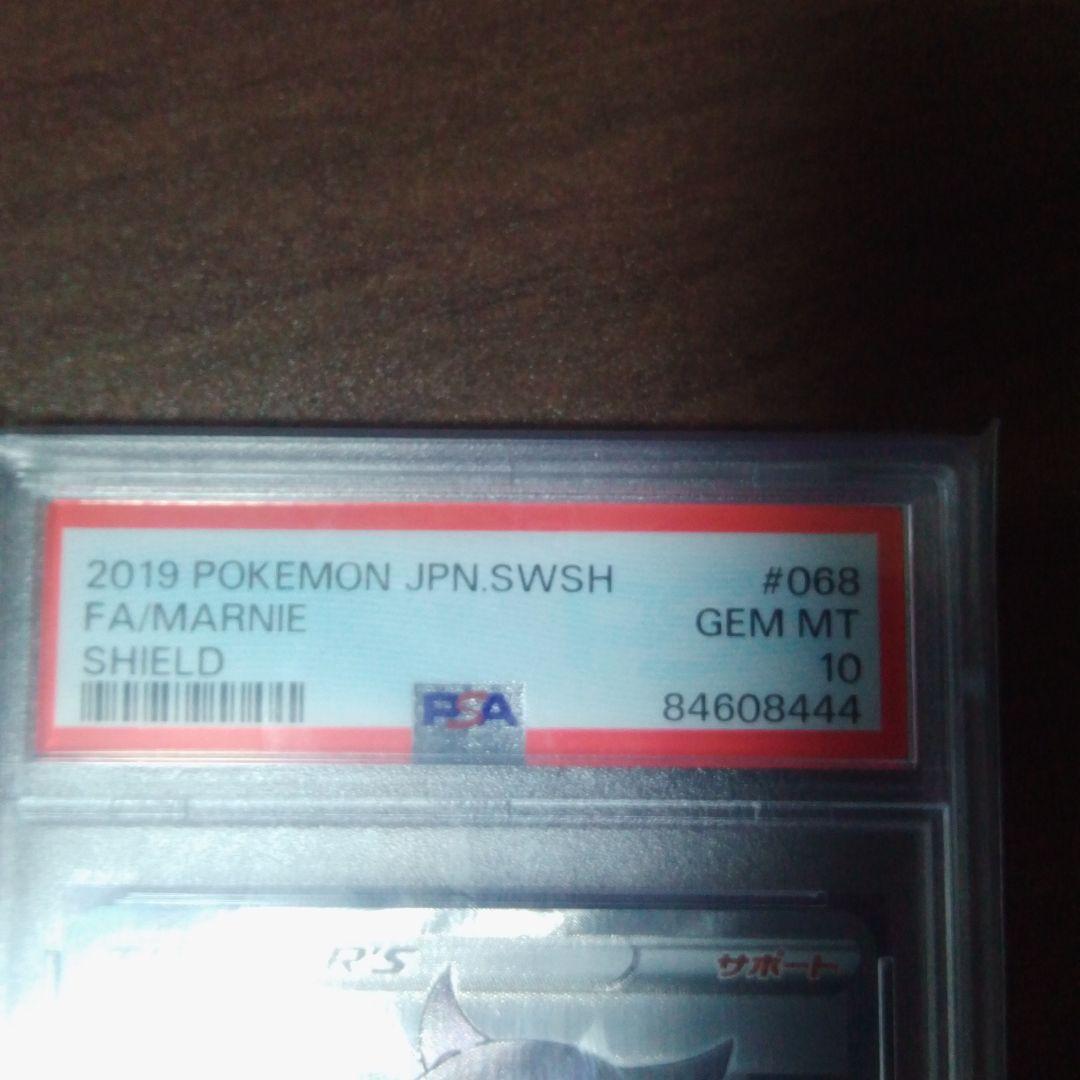 2019 POKEMON JPN.SWSH #068
FA/MARNIE GEM MT
SHIELD 10
PSA 84608444
サポート